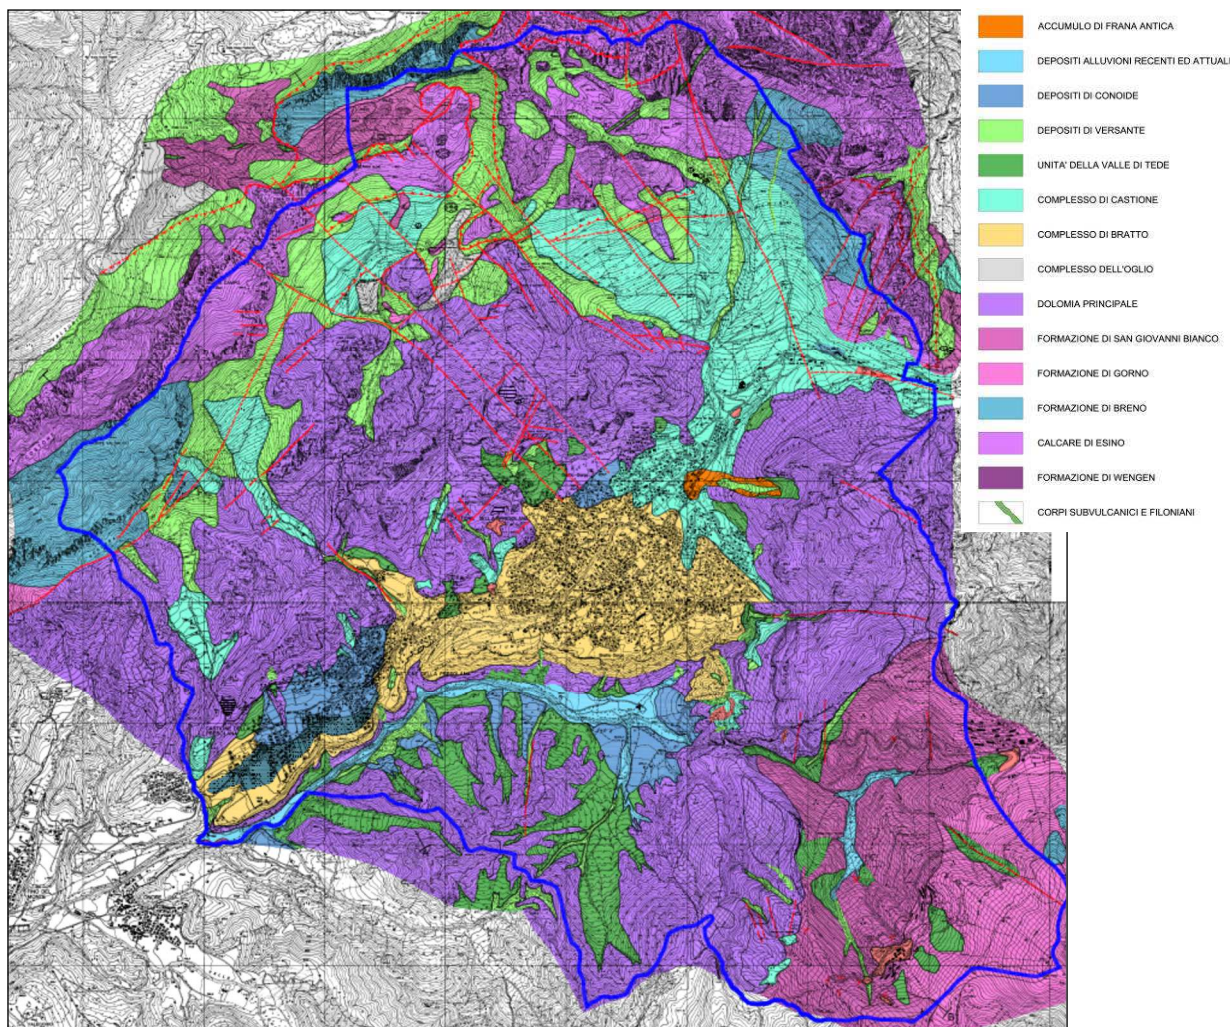 ACCUMULO DI FRANA ANTICA
DEPOSITI ALLUVIONI RECENTI ED ATTUALI
DEPOSITI DI CONOIDE
DEPOSITI DI VERSANTE
UNITA' DELLA VALLE DI TEDE
COMPLESSO DI CASTIONE
COMPLESSO DI BRATTO
COMPLESSO DELL'OGLIO
DOLOMIA PRINCIPALE
FORMAZIONE DI SAN GIOVANNI BIANCO
FORMAZIONE DI GORNO
FORMAZIONE DI BRENO
CALCARE DI ESINO
FORMAZIONE DI WENGEN
CORPI SUBVULCANICI E FILONIANI